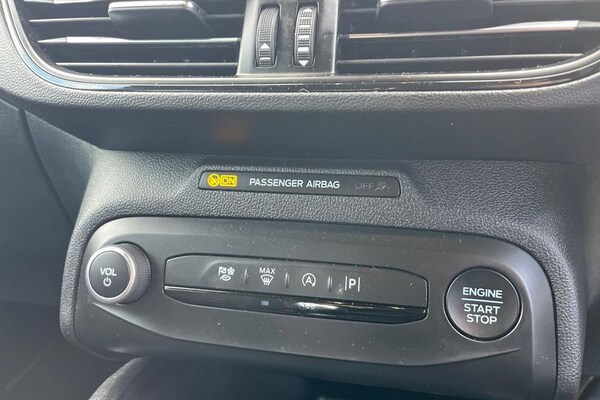 ON PASSENGER AIRBAG OFF
VOL
MAX
A
P
ENGINE
START
STOP